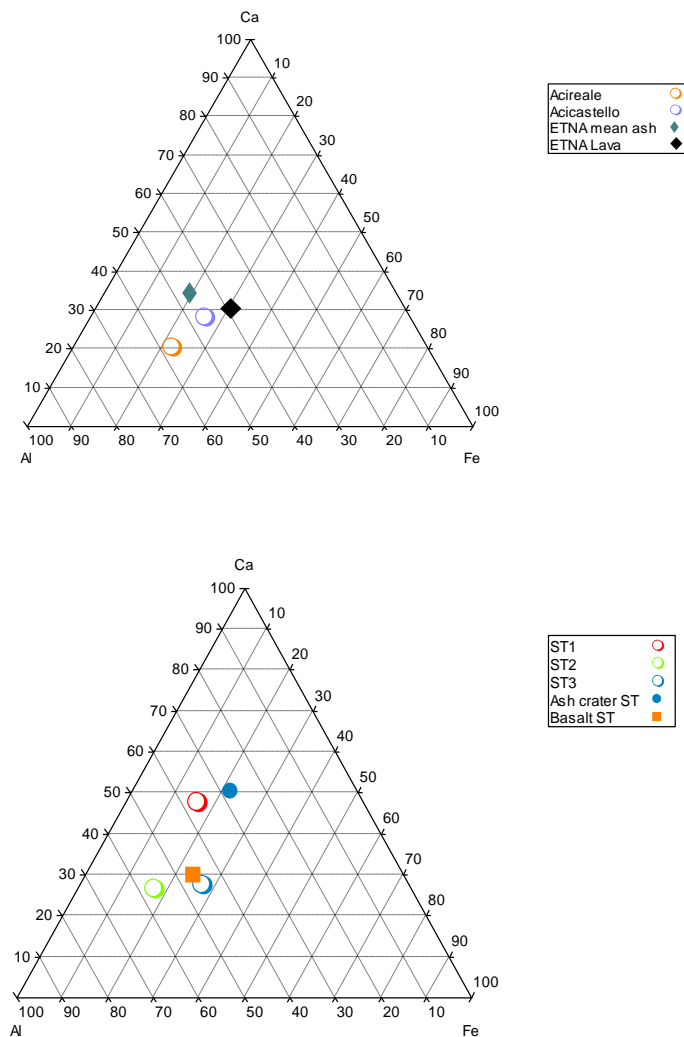 Ca
100
90 10
80 20
70 30
60 40
50 50
40 60
30 70
20 80
10 90
100
100 90 80 70 60 50 40 30 20 10
Al Fe
Acireale
Acicastello
ETNA mean ash
ETNA Lava
Ca
100
90 10
80 20
70 30
60 40
50 50
40 60
30 70
20 80
10 90
100
100 90 80 70 60 50 40 30 20 10
Al Fe
ST1
ST2
ST3
Ash crater ST
Basalt ST